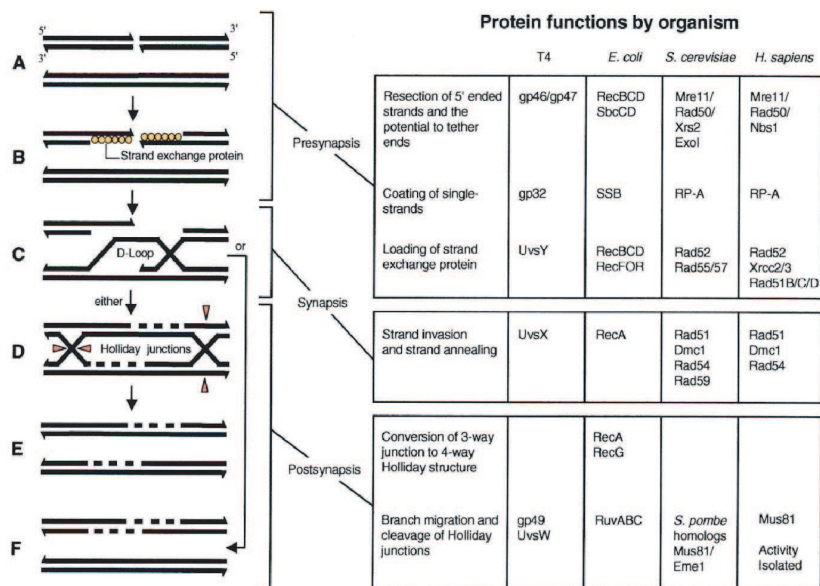 Protein functions by organism
T4
E. coli
S. cerevisiae
H. sapiens
5'
3'
3'
5'
A
B
Strand exchange protein
C
D-Loop
or
either
D
Holliday junctions
E
F
Presynapsis
Synapsis
Postsynapsis
Resection of 5' ended
strands and the
potential to tether
ends
gp46/gp47
RecBCD
SbcCD
Mre11/
Rad50/
Xrs2
ExoI
Mre11/
Rad50/
Nbs1
Coating of single-
strands
gp32
SSB
RP-A
RP-A
Loading of strand
exchange protein
UvsY
RecBCD
RecFOR
Rad52
Rad55/57
Rad52
Xrcc2/3
Rad51B/C/D
Strand invasion
and strand annealing
UvsX
RecA
Rad51
Dmc1
Rad54
Rad59
Rad51
Dmc1
Rad54
Conversion of 3-way
junction to 4-way
Holliday structure
RecA
RecG
Branch migration and
cleavage of Holliday
junctions
gp49
UvsW
RuvABC
S. pombe
homologs
Mus81/
Eme1
Mus81
Activity
Isolated